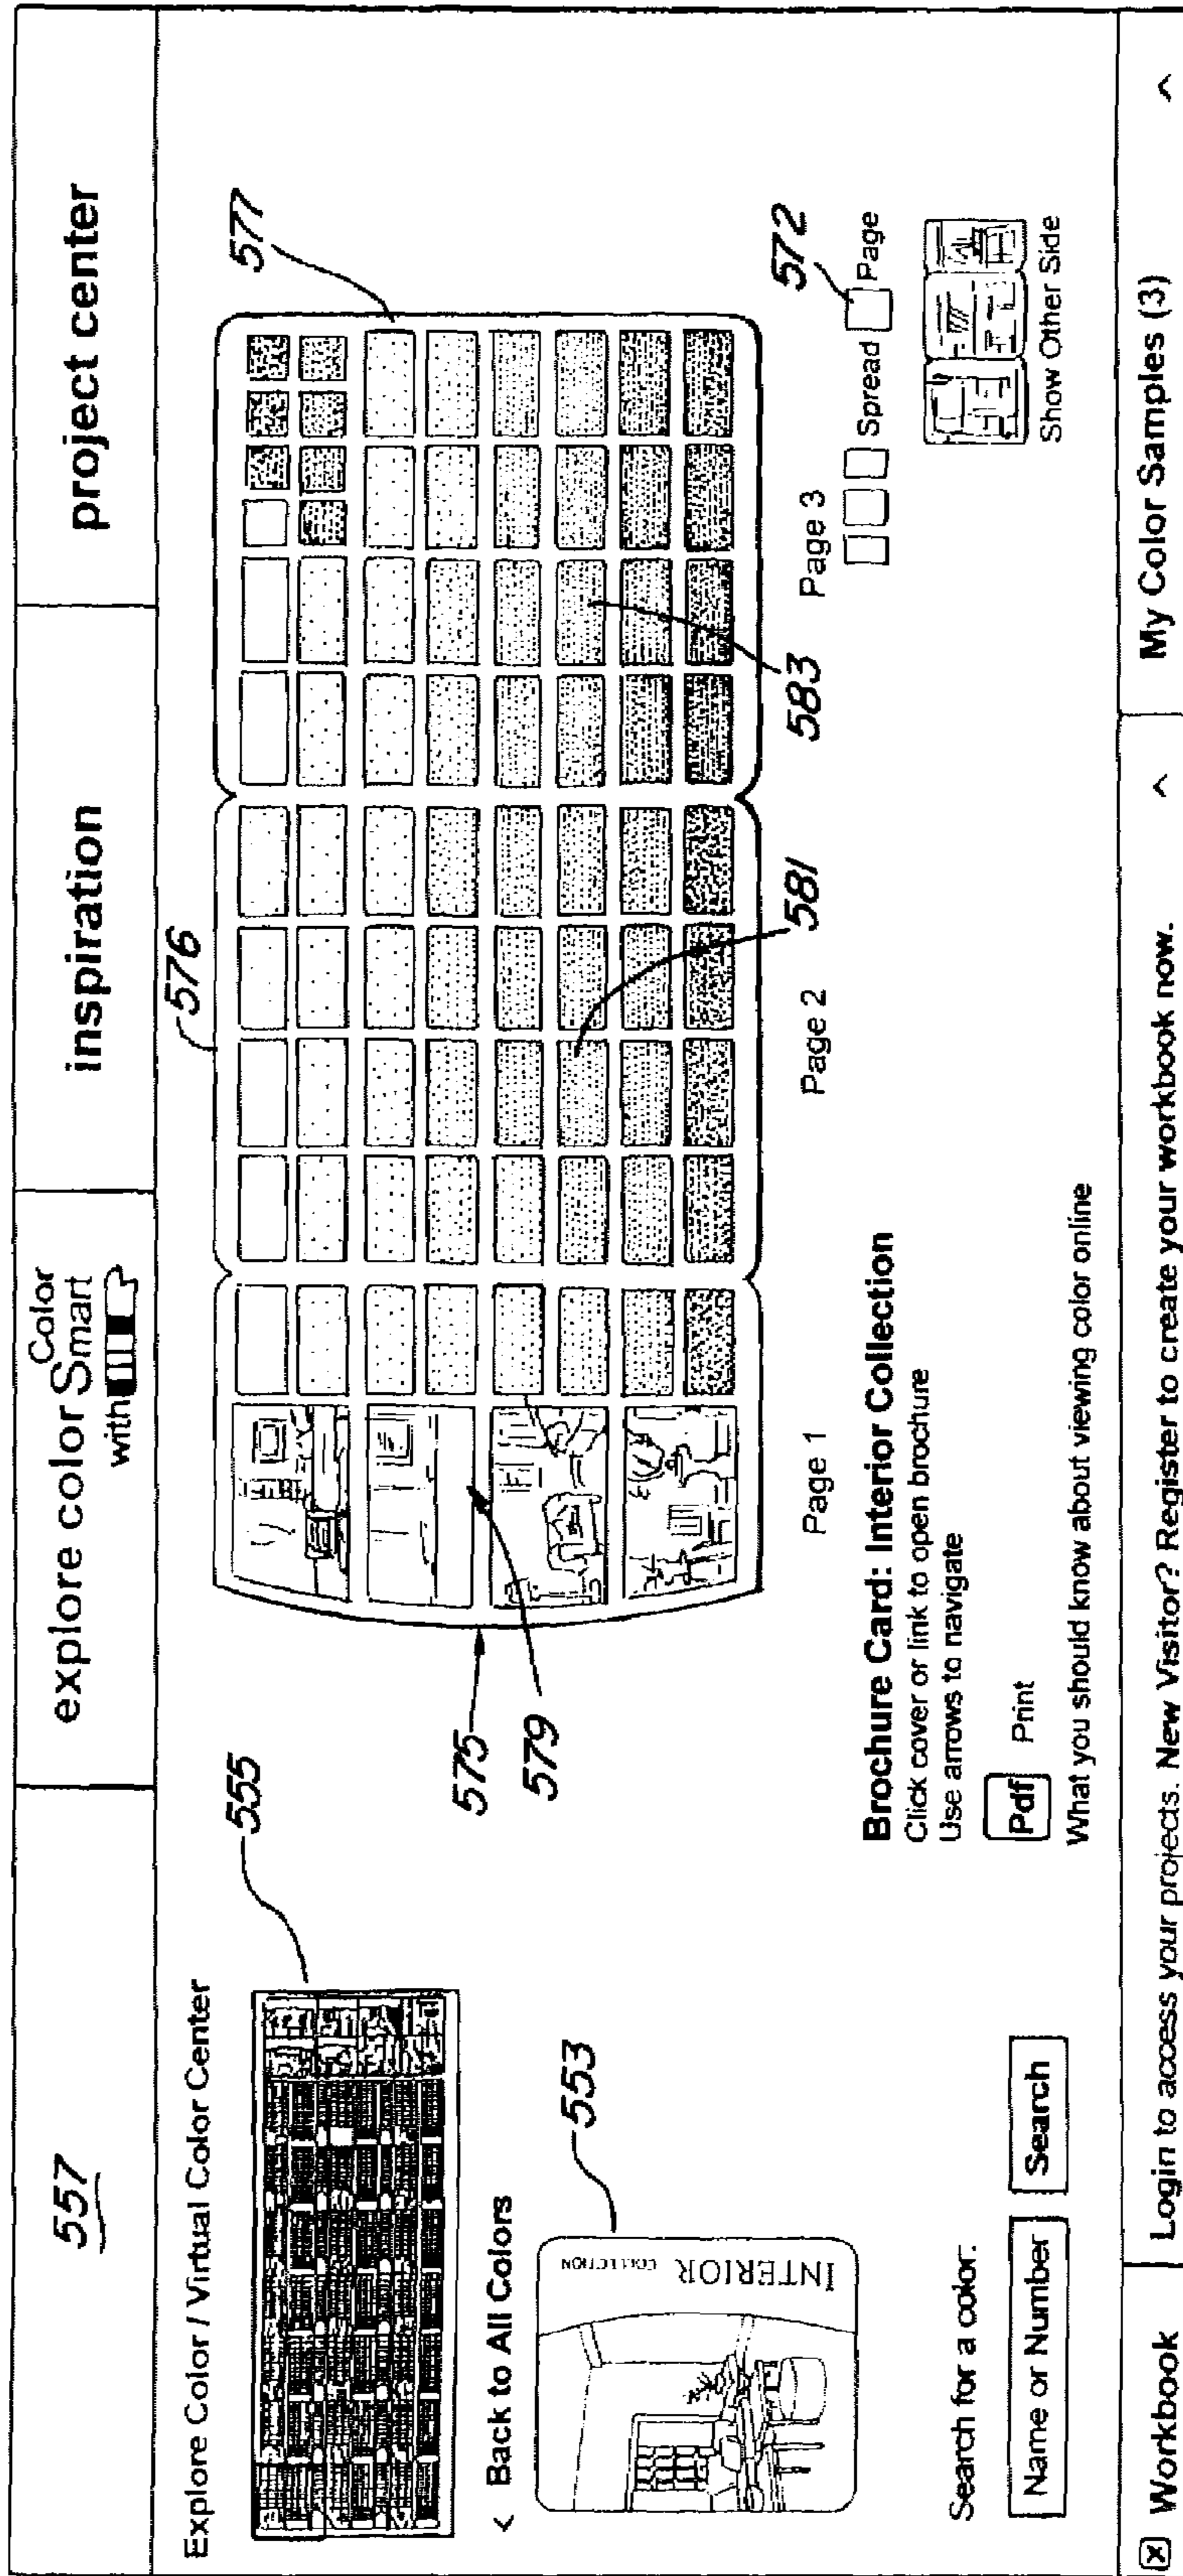 557
explore color
Color
Smart
with
inspiration
project center
Explore Color / Virtual Color Center
555
< Back to All Colors
553
INTERIOR
COLLECTION
Search for a color:
Name or Number
Search
575
579
576
577
581
583
572
Page 1
Page 2
Page 3
Spread
Page
Show Other Side
Brochure Card: Interior Collection
Click cover or link to open brochure
Use arrows to navigate
Pdf
Print
What you should know about viewing color online
x Workbook
Login to access your projects. New Visitor? Register to create your workbook now. ^
My Color Samples (3) ^